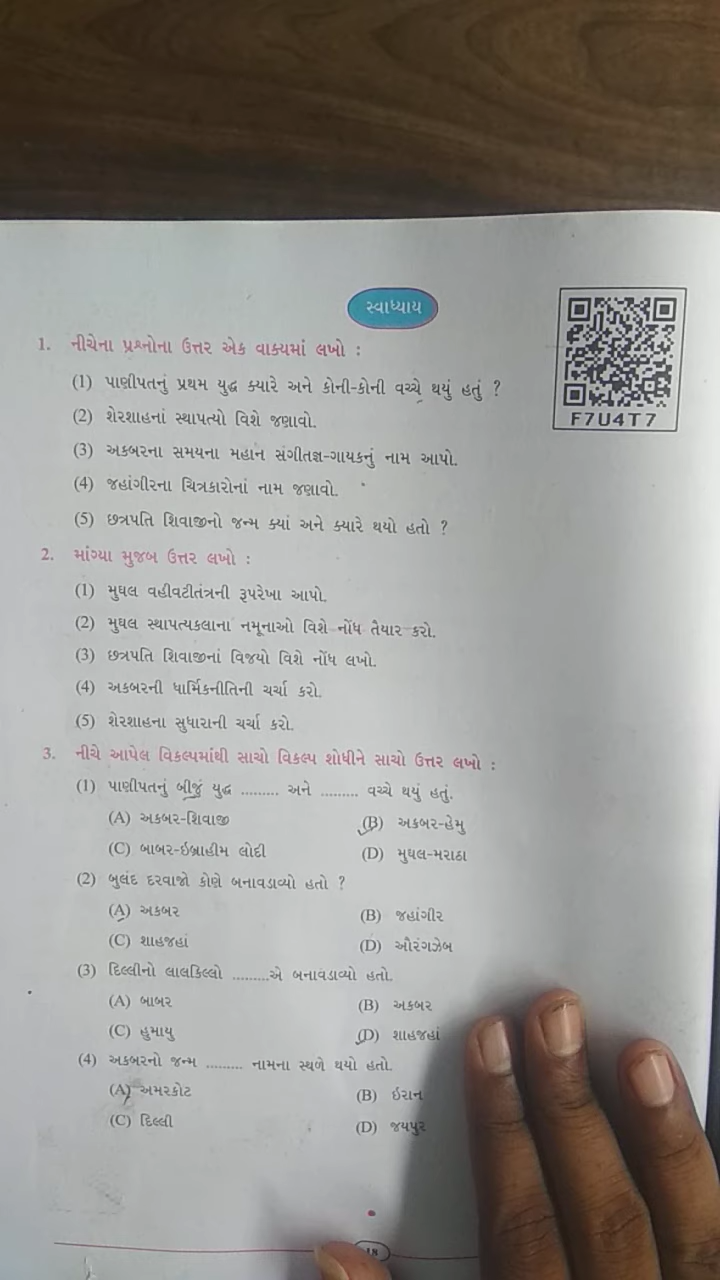 સ્વાધ્યાય
F7U4T7
1. નીચેના પ્રશ્નોના ઉત્તર એક વાક્યમાં લખો :
(1) પાણીપતનું પ્રથમ યુદ્ધ ક્યારે અને કોની-કોની વચ્ચે થયું હતું ?
(2) શેરશાહનાં સ્થાપત્યો વિશે જણાવો.
(3) અકબરના સમયના મહાન સંગીતજ્ઞ-ગાયકનું નામ આપો.
(4) જહાંગીરના ચિત્રકારોનાં નામ જણાવો.
(5) છત્રપતિ શિવાજીનો જન્મ ક્યાં અને ક્યારે થયો હતો ?
2. માંગ્યા મુજબ ઉત્તર લખો :
(1) મુઘલ વહીવટીતંત્રની રૂપરેખા આપો.
(2) મુઘલ સ્થાપત્યકલાના નમૂનાઓ વિશે નોંધ તૈયાર કરો.
(3) છત્રપતિ શિવાજીનાં વિજયો વિશે નોંધ લખો.
(4) અકબરની ધાર્મિકનીતિની ચર્ચા કરો.
(5) શેરશાહના સુધારાની ચર્ચા કરો.
3. નીચે આપેલ વિકલ્પમાંથી સાચો વિકલ્પ શોધીને સાચો ઉત્તર લખો :
(1) પાણીપતનું બીજું યુદ્ધ ......... અને ......... વચ્ચે થયું હતું.
(A) અકબર-શિવાજી (B) અકબર-હેમુ
(C) બાબર-ઇબ્રાહીમ લોદી (D) મુઘલ-મરાઠા
(2) બુલંદ દરવાજો કોણે બનાવડાવ્યો હતો ?
(A) અકબર (B) જહાંગીર
(C) શાહજહાં (D) ઔરંગઝેબ
(3) દિલ્લીનો લાલકિલ્લો .........એ બનાવડાવ્યો હતો.
(A) બાબર (B) અકબર
(C) હુમાયુ (D) શાહજહાં
(4) અકબરનો જન્મ ......... નામના સ્થળે થયો હતો.
(A) અમરકોટ (B) ઇરાન
(C) દિલ્લી (D) જયપુર
18